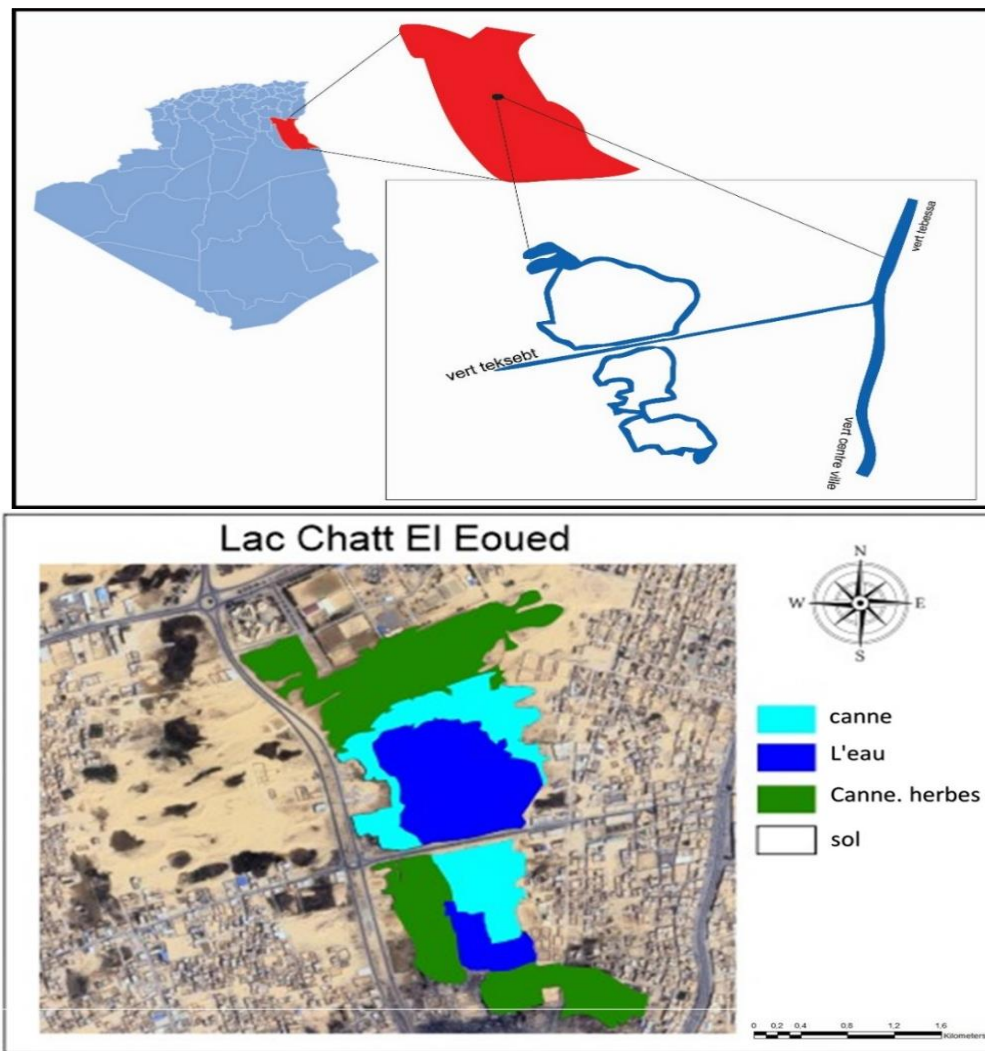 vert tebessa
vert teksebt
vert centre ville
Lac Chatt El Eoued
N
W
E
S
canne
L'eau
Canne. herbes
sol
0 0,2 0,4 0,8 1,2 1,6
Kilometers